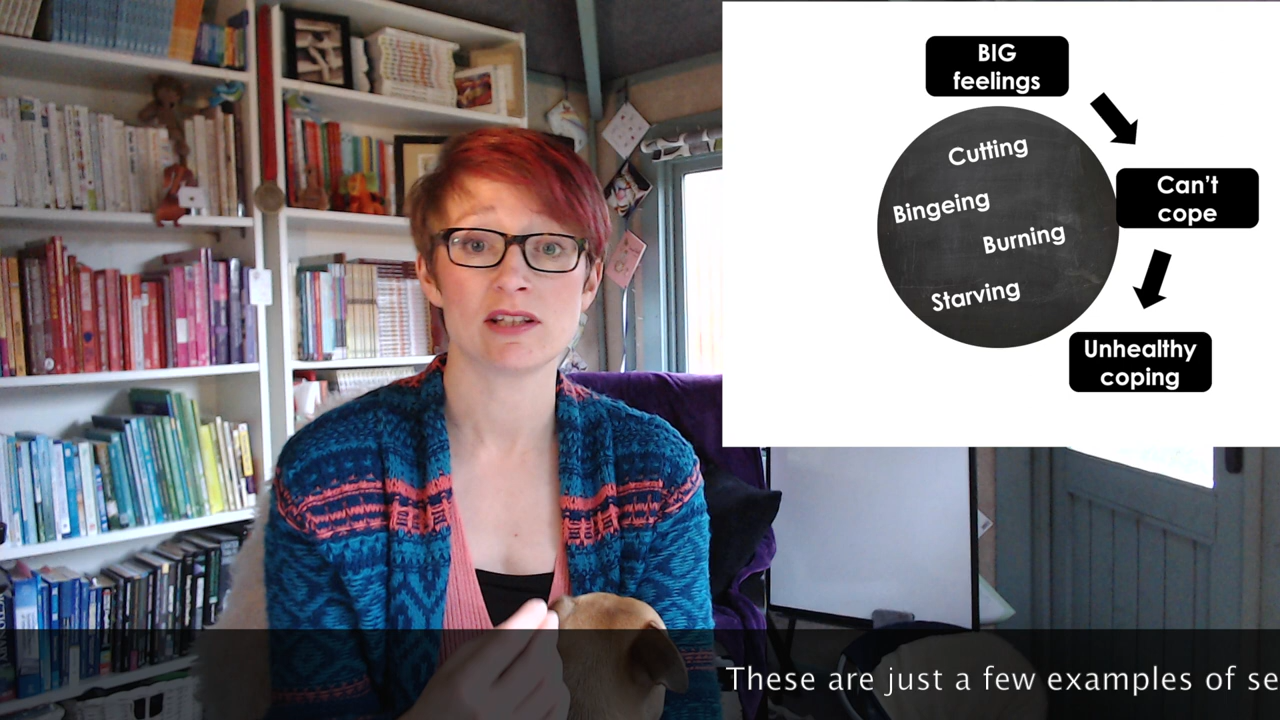 BIG
feelings
Cutting
Bingeing
Burning
Starving
Can't
cope
Unhealthy
coping
These are just a few examples of se